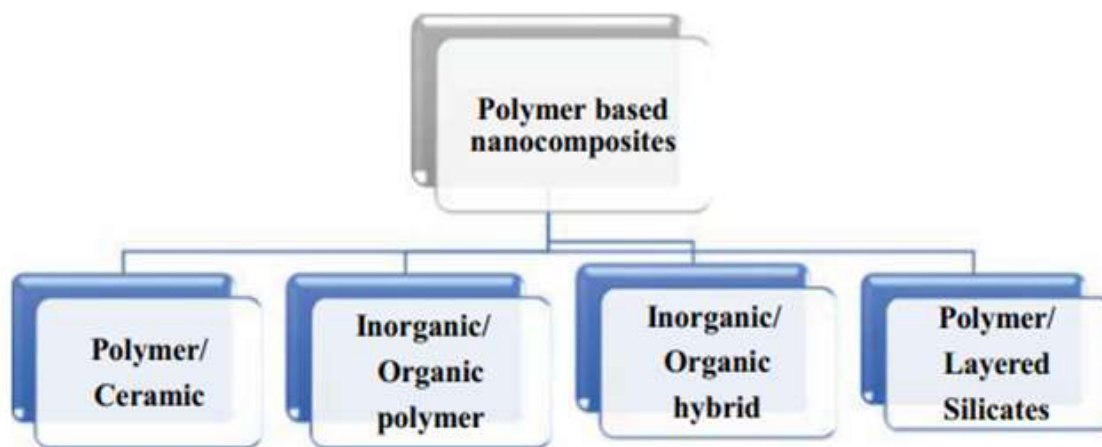 Polymer based
nanocomposites
Polymer/
Ceramic
Inorganic/
Organic
polymer
Inorganic/
Organic
hybrid
Polymer/
Layered
Silicates